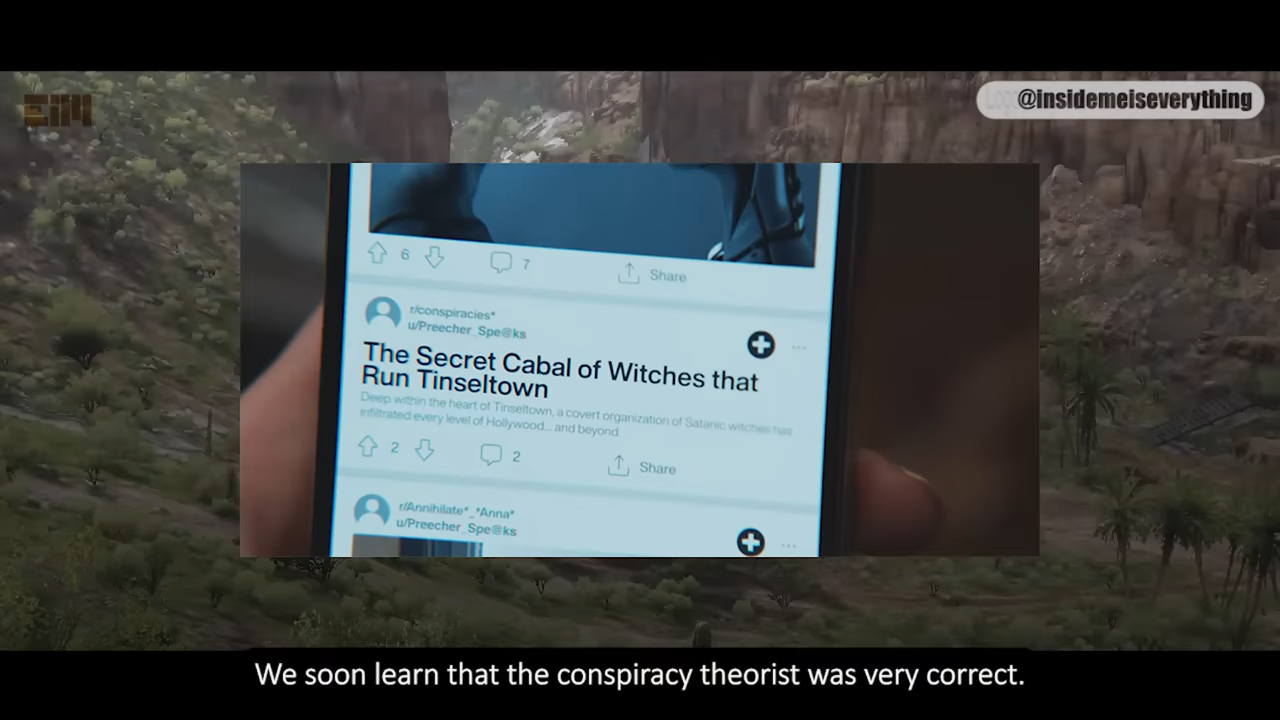 EIM
@insidemeiseverything
6
7
Share
r/conspiracies*
u/Preecher_Spe@ks
The Secret Cabal of Witches that
Run Tinseltown
Deep within the heart of Tinseltown, a covert organization of Satanic witches has
infiltrated every level of Hollywood... and beyond.
2
2
Share
r/Annihilate*_*Anna*
u/Preecher_Spe@ks
We soon learn that the conspiracy theorist was very correct.